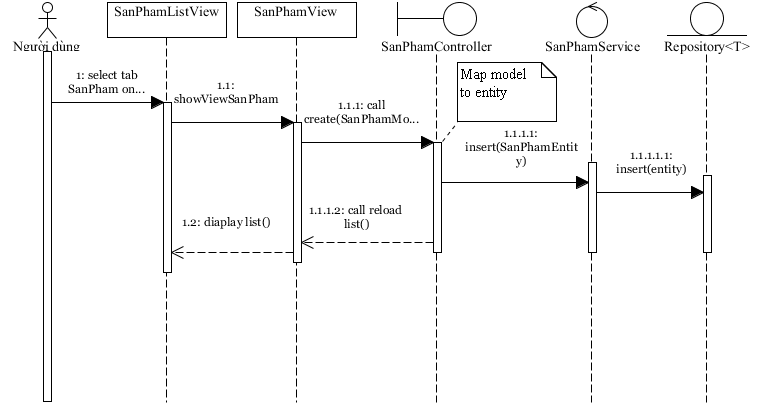 SanPhamListView
SanPhamView
Người dùng
SanPhamController
SanPhamService
Repository<T>
Map model
to entity
1: select tab
SanPham on...
1.1:
showViewSanPham
1.1.1: call
create(SanPhamMo...
1.1.1.1:
insert(SanPhamEntit
y)
1.1.1.1.1:
insert(entity)
1.1.1.2: call reload
list()
1.2: diaplay list()